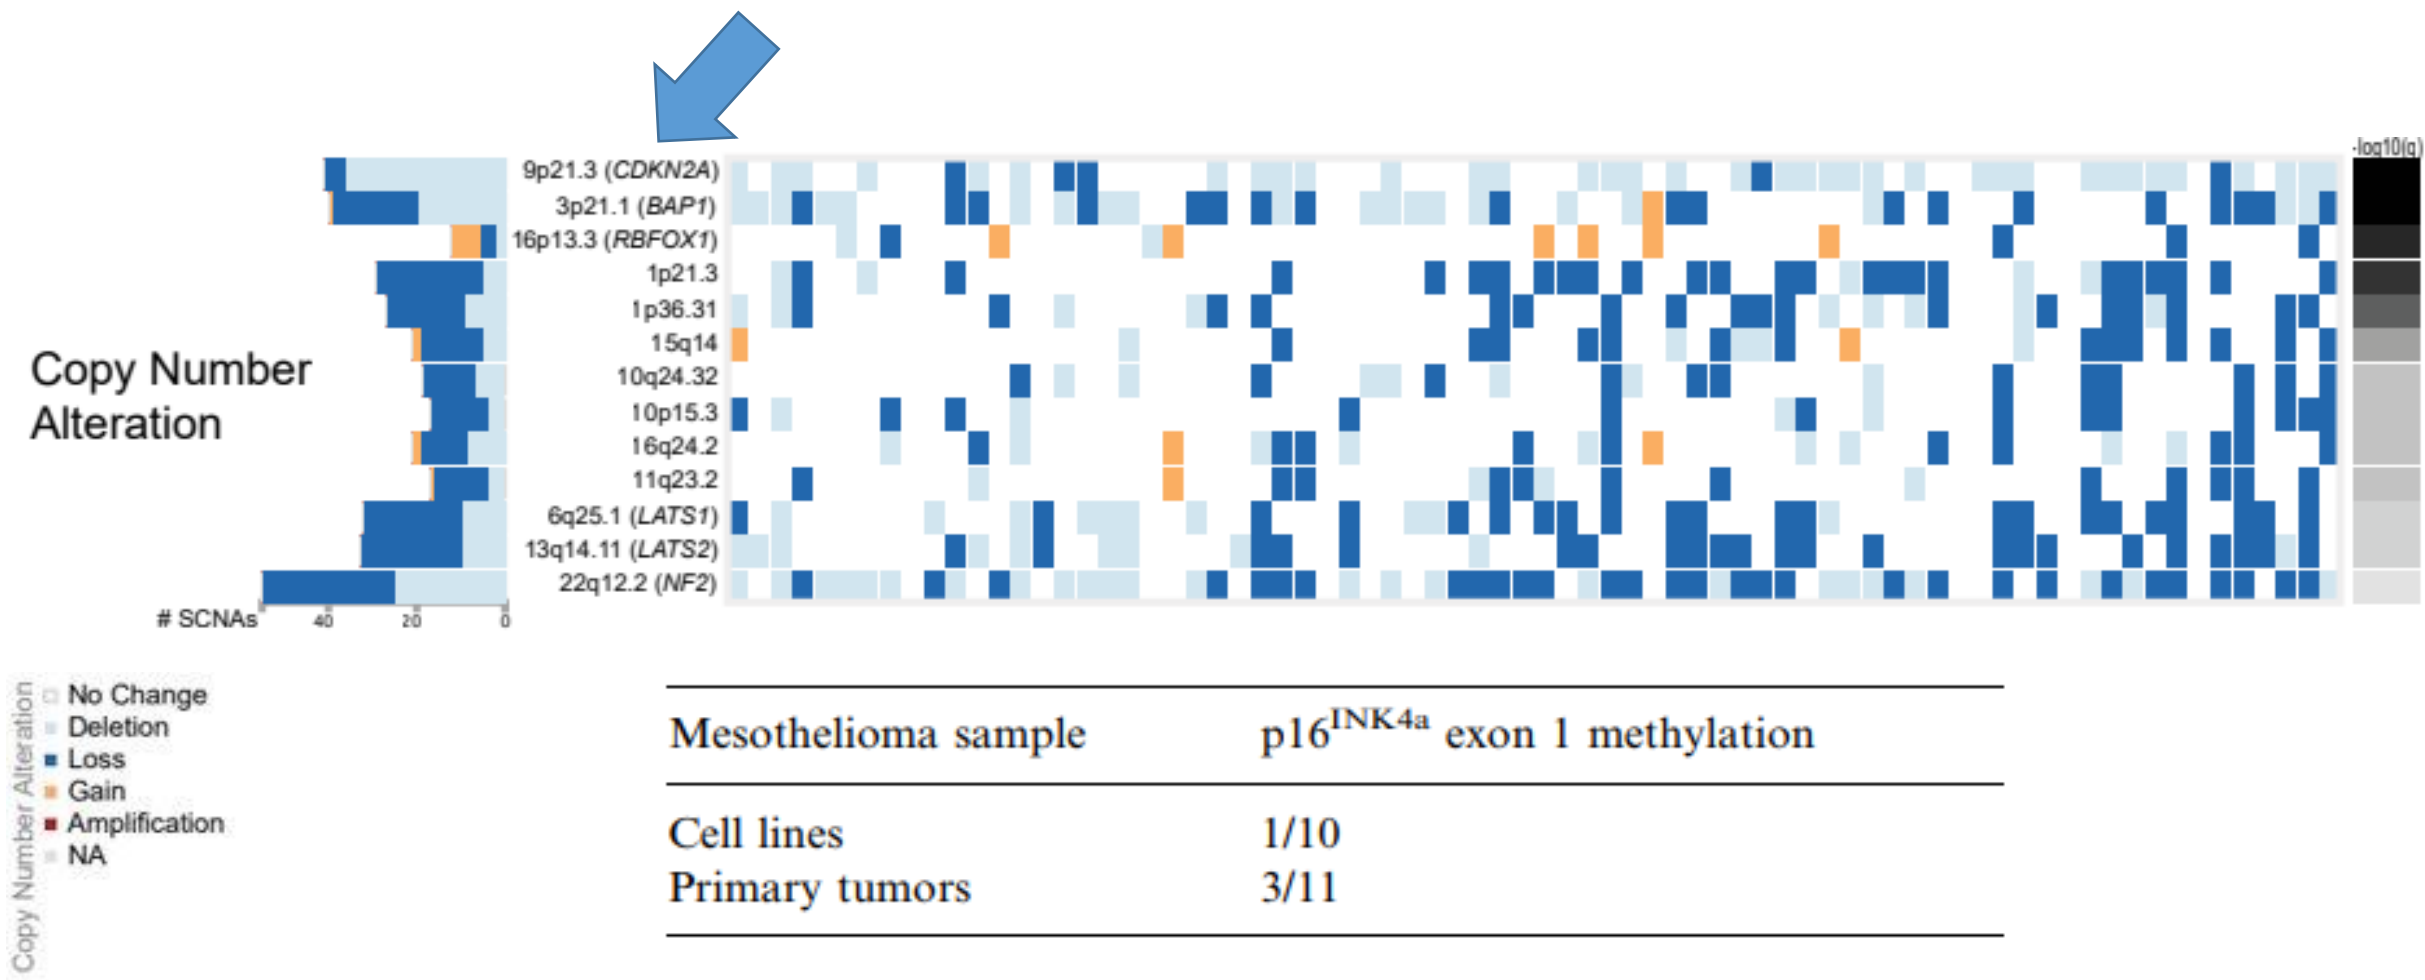 -log10(q)
9p21.3 (CDKN2A)
3p21.1 (BAP1)
16p13.3 (RBFOX1)
1p21.3
1p36.31
15q14
10q24.32
10p15.3
16q24.2
11q23.2
6q25.1 (LATS1)
13q14.11 (LATS2)
22q12.2 (NF2)
Copy Number
Alteration
# SCNAs 40 20 0
Copy Number Alteration
No Change
Deletion
Loss
Gain
Amplification
NA
Mesothelioma sample p16INK4a exon 1 methylation
Cell lines 1/10
Primary tumors 3/11